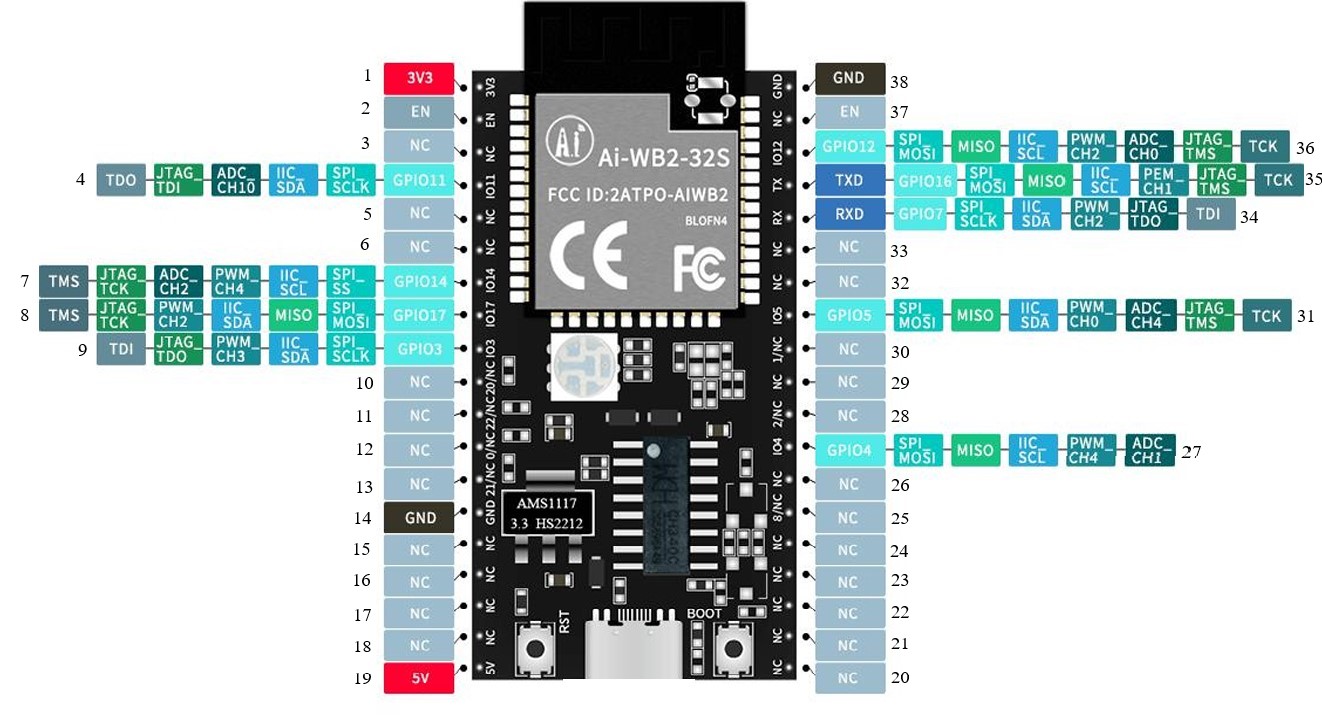 1 3V3 3V3 GND GND 38
2 EN EN NC EN 37
3 NC NC IO12 GPIO12 SPI_MOSI MISO IIC_SCL PWM_CH2 ADC_CH0 JTAG_TMS TCK 36
4 TDO JTAG_TDI ADC_CH10 IIC_SDA SPI_SCLK GPIO11 IO11 TX TXD GPIO16 SPI_MOSI MISO IIC_SCL PEM_CH1 JTAG_TMS TCK 35
5 NC NC RX RXD GPIO7 SPI_SCLK IIC_SDA PWM_CH2 JTAG_TDO TDI 34
6 NC NC NC NC 33
7 TMS JTAG_TCK ADC_CH2 PWM_CH4 IIC_SCL SPI_SS GPIO14 IO14 NC NC 32
8 TMS JTAG_TCK PWM_CH2 IIC_SDA MISO SPI_MOSI GPIO17 IO17 IO5 GPIO5 SPI_MOSI MISO IIC_SDA PWM_CH0 ADC_CH4 JTAG_TMS TCK 31
9 TDI JTAG_TDO PWM_CH3 IIC_SDA SPI_SCLK GPIO3 IO3 1/NC NC 30
10 NC 20/NC NC NC 29
11 NC 22/NC 2/NC NC 28
12 NC 0/NC IO4 GPIO4 SPI_MOSI MISO IIC_SCL PWM_CH4 ADC_CH1 27
13 NC 21/NC NC NC 26
14 GND GND 8/NC NC 25
15 NC NC NC NC 24
16 NC NC NC NC 23
17 NC NC NC NC 22
18 NC NC NC NC 21
19 5V 5V NC NC 20
Ai
Ai-WB2-32S
FCC ID:2ATPO-AIWB2
BLOFN4
CE FC
AMS1117
3.3 HS2212
RST
BOOT